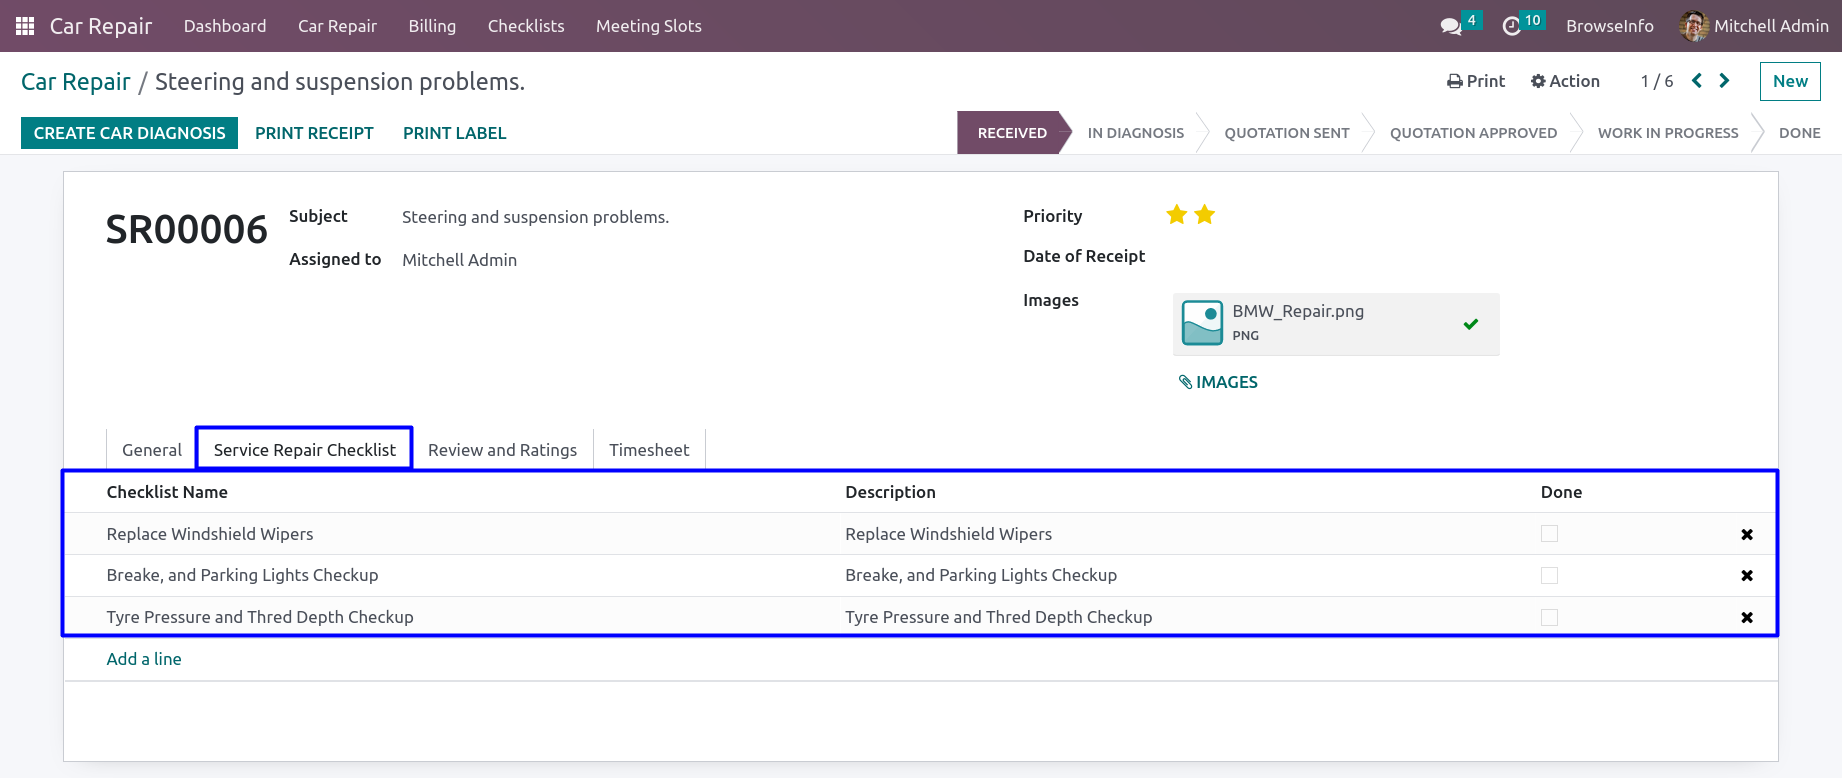 Car Repair Dashboard Car Repair Billing Checklists Meeting Slots 4 10 BrowseInfo Mitchell Admin
Car Repair / Steering and suspension problems. Print Action 1 / 6 New
CREATE CAR DIAGNOSIS PRINT RECEIPT PRINT LABEL RECEIVED IN DIAGNOSIS QUOTATION SENT QUOTATION APPROVED WORK IN PROGRESS DONE
SR00006
Subject Steering and suspension problems.
Assigned to Mitchell Admin
Priority
Date of Receipt
Images
BMW_Repair.png
PNG
IMAGES
General Service Repair Checklist Review and Ratings Timesheet
Checklist Name Description Done
Replace Windshield Wipers Replace Windshield Wipers
Breake, and Parking Lights Checkup Breake, and Parking Lights Checkup
Tyre Pressure and Thred Depth Checkup Tyre Pressure and Thred Depth Checkup
Add a line